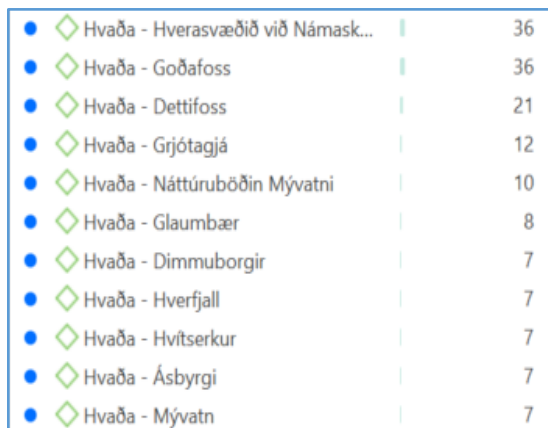 Hvaða - Hverasvæðið við Námask... 36
Hvaða - Goðafoss 36
Hvaða - Dettifoss 21
Hvaða - Grjótagjá 12
Hvaða - Náttúruböðin Mývatni 10
Hvaða - Glaumbær 8
Hvaða - Dimmuborgir 7
Hvaða - Hverfjall 7
Hvaða - Hvítserkur 7
Hvaða - Ásbyrgi 7
Hvaða - Mývatn 7